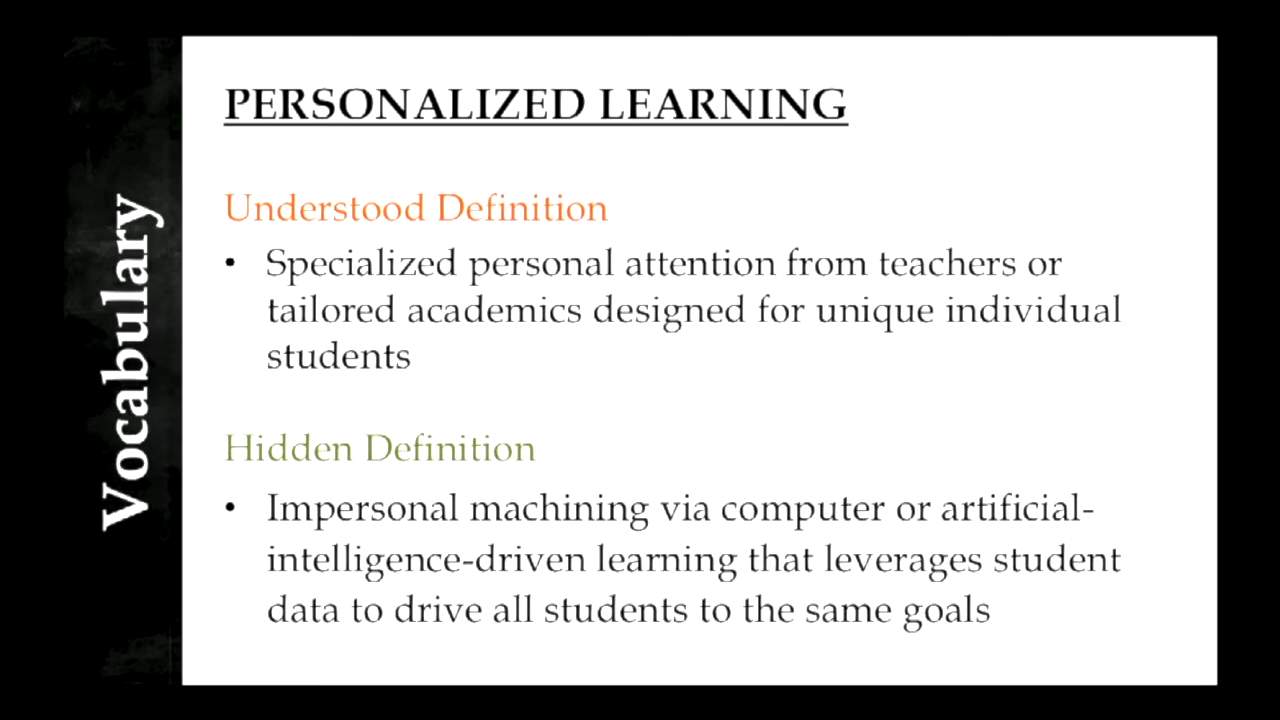 Vocabulary
PERSONALIZED LEARNING
Understood Definition
• Specialized personal attention from teachers or
tailored academics designed for unique individual
students
Hidden Definition
• Impersonal machining via computer or artificial-
intelligence-driven learning that leverages student
data to drive all students to the same goals